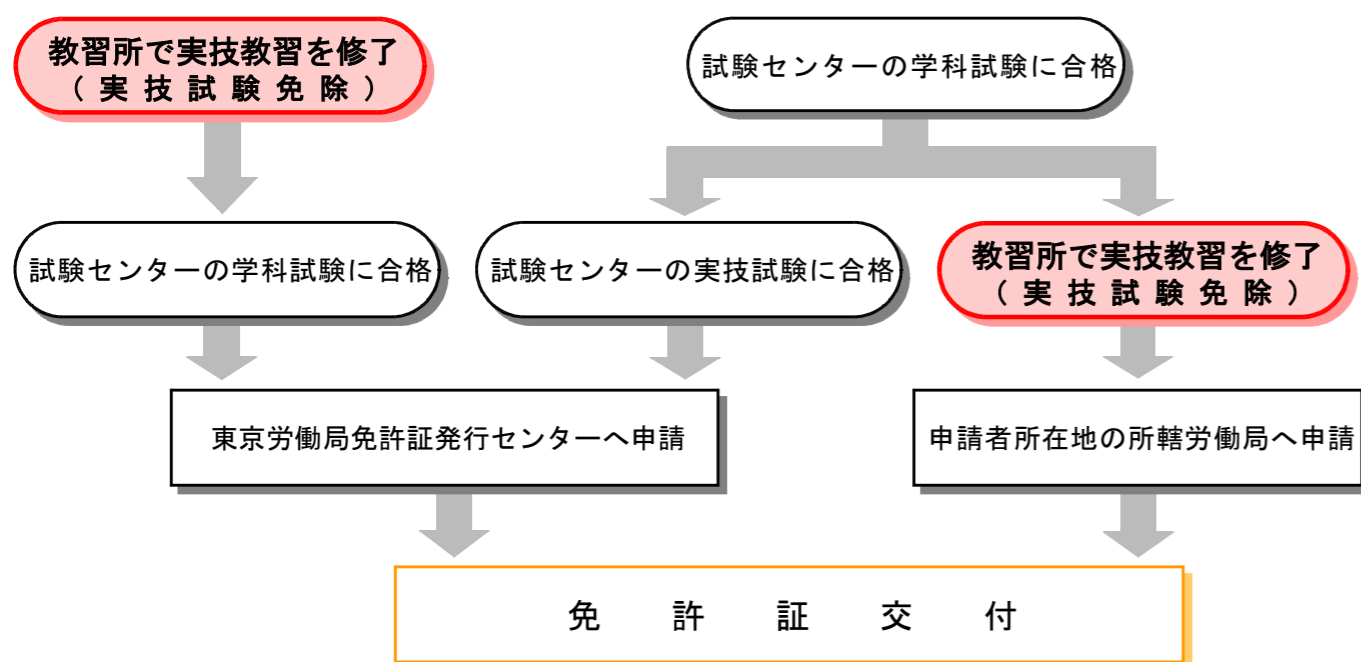 教習所で実技教習を修了
（実技試験免除）
試験センターの学科試験に合格
試験センターの学科試験に合格
試験センターの実技試験に合格
教習所で実技教習を修了
（実技試験免除）
東京労働局免許証発行センターへ申請
申請者所在地の所轄労働局へ申請
免許証交付